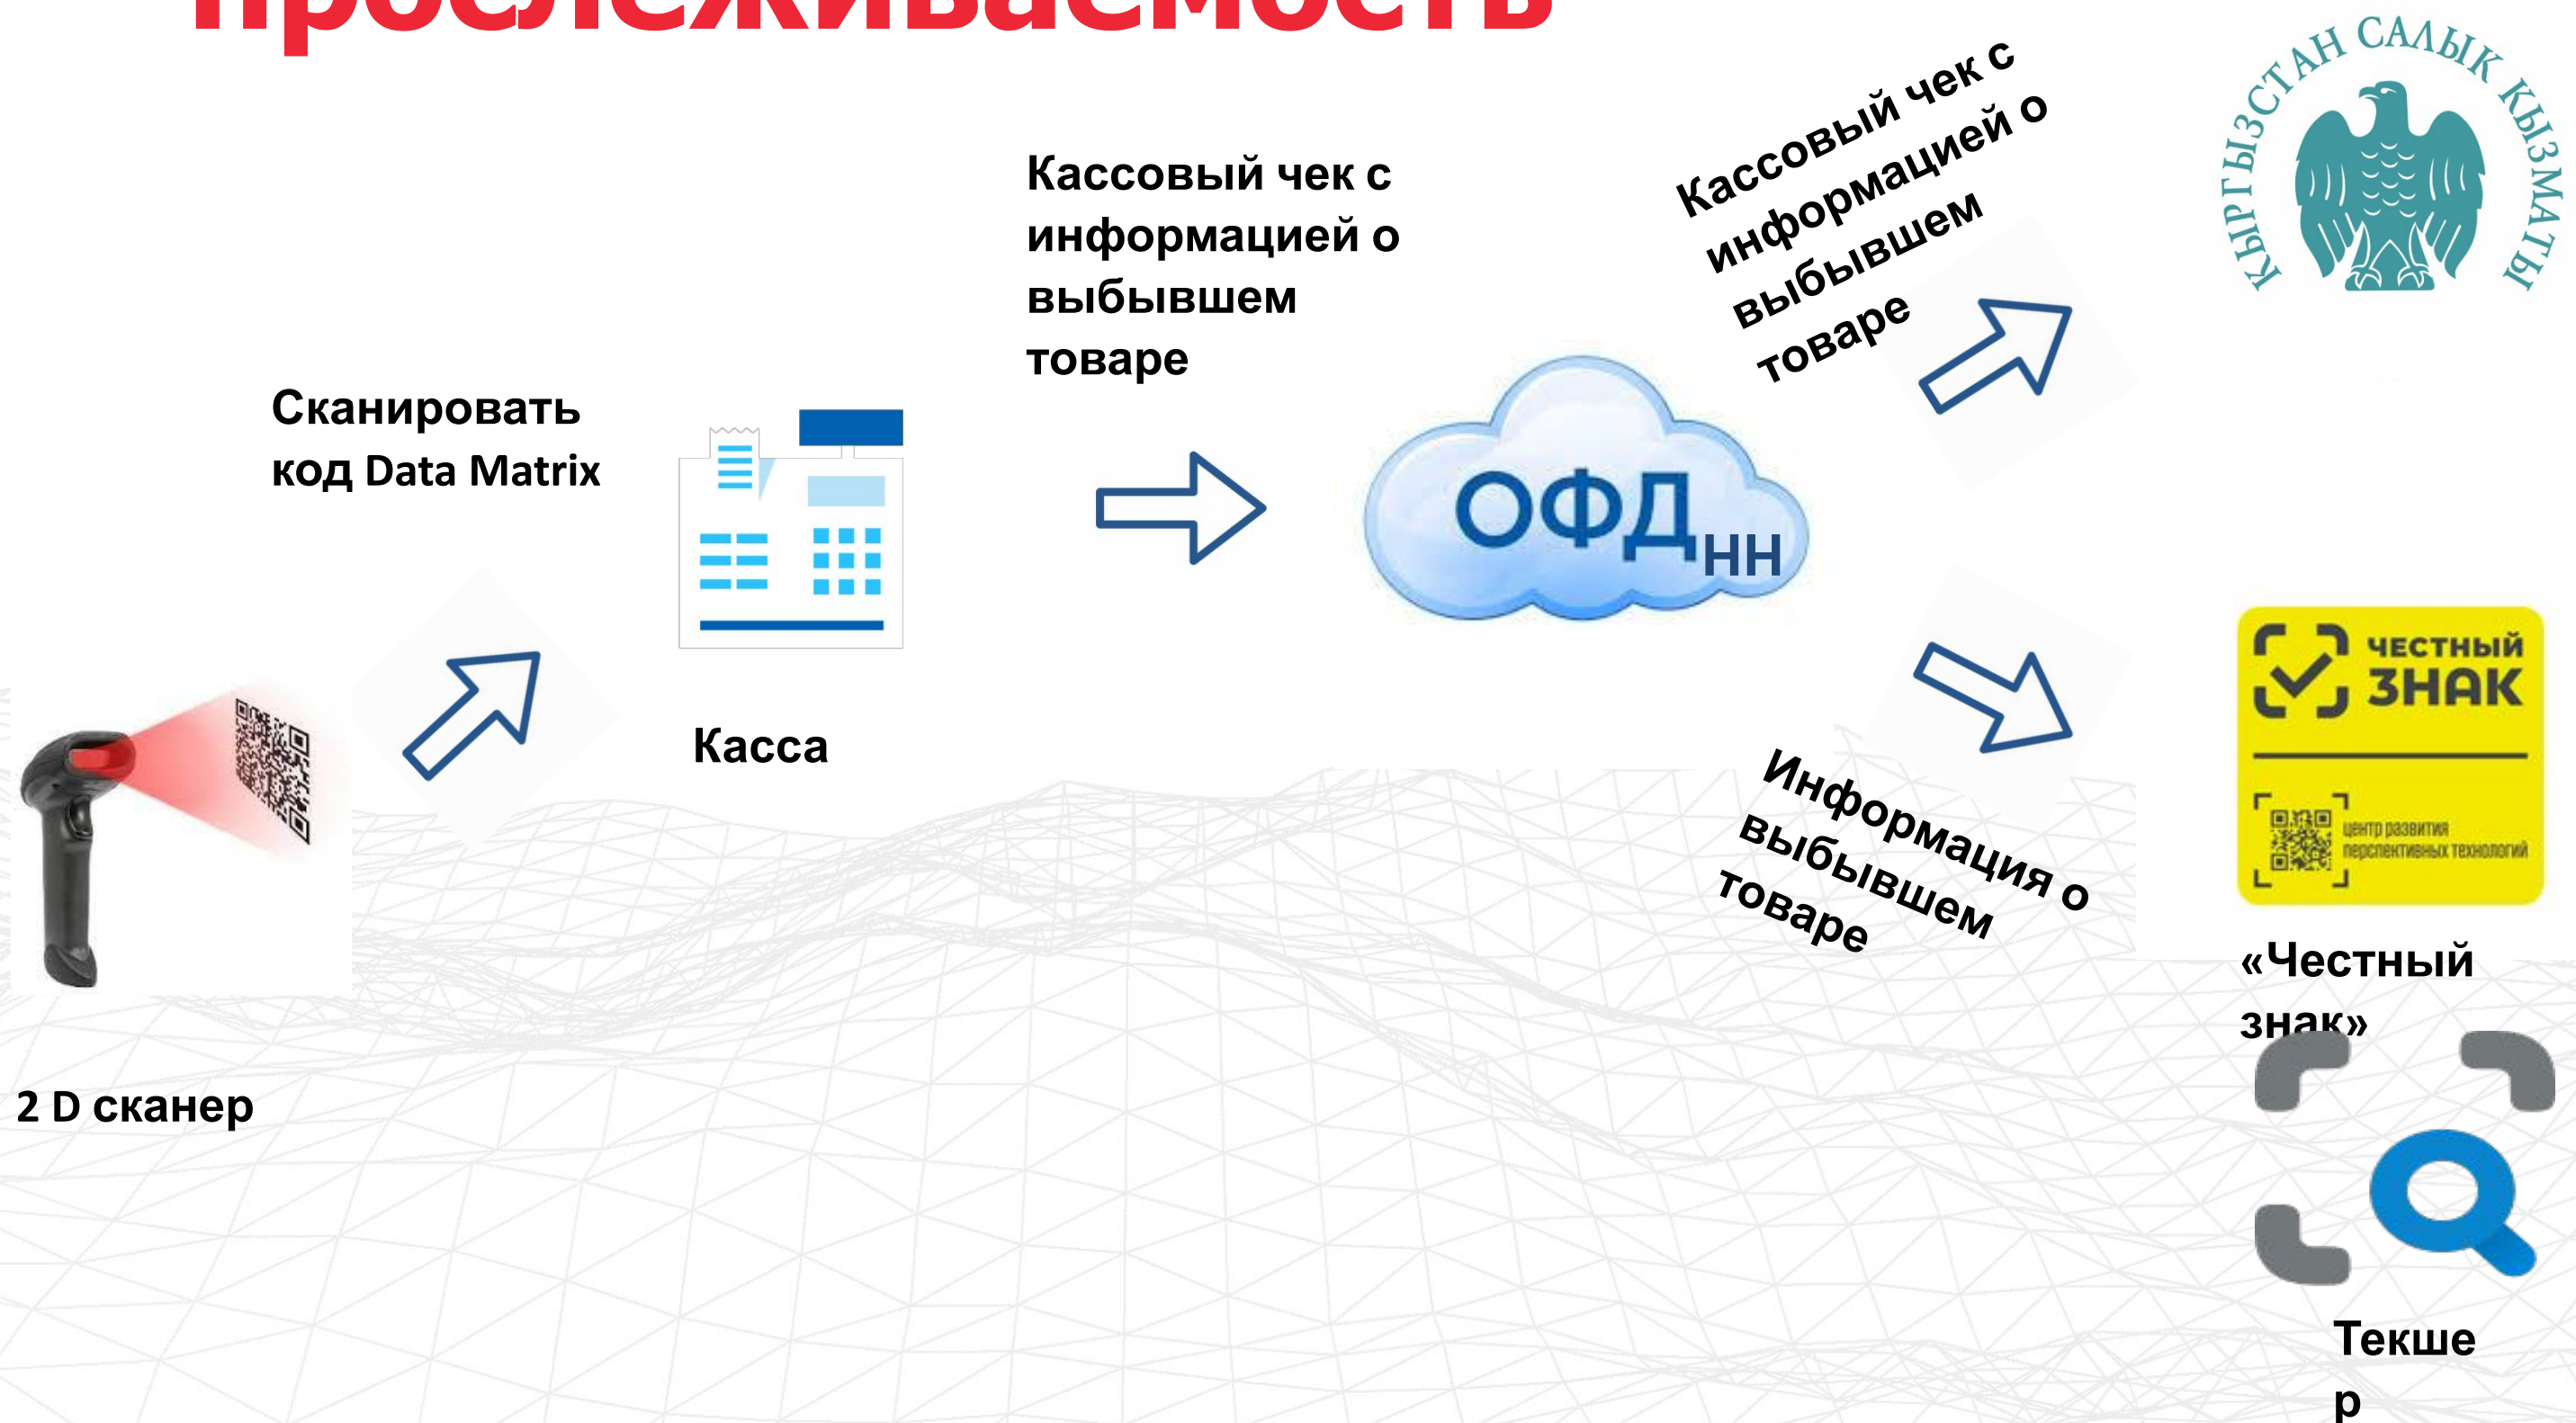 прослеживаемость
КЫРГЫЗСТАН САЛЫК КЫЗМАТЫ
Кассовый чек с
информацией о
выбывшем
товаре
Кассовый чек с
информацией о
выбывшем
товаре
Сканировать
код Data Matrix
ОФД
НН
Касса
ЧЕСТНЫЙ
ЗНАК
центр развития
перспективных технологий
Информация о
выбывшем
товаре
«Честный
знак»
2 D сканер
Текше
р